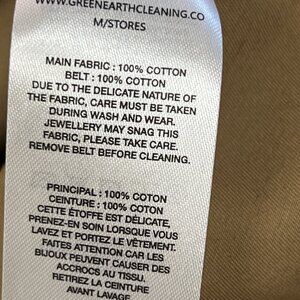 WWW.GREENEARTHCLEANING.CO
M/STORES
MAIN FABRIC : 100% COTTON
BELT : 100% COTTON
DUE TO THE DELICATE NATURE OF
THE FABRIC, CARE MUST BE TAKEN
DURING WASH AND WEAR.
JEWELLERY MAY SNAG THIS
FABRIC, PLEASE TAKE CARE.
REMOVE BELT BEFORE CLEANING.
PRINCIPAL : 100% COTON
CEINTURE : 100% COTON
CETTE ÉTOFFE EST DÉLICATE,
PRENEZ-EN SOIN LORSQUE VOUS
LAVEZ ET PORTEZ LE VÊTEMENT.
FAITES ATTENTION CAR LES
BIJOUX PEUVENT CAUSER DES
ACCROCS AU TISSU.
RETIREZ LA CEINTURE
AVANT LAVAGE